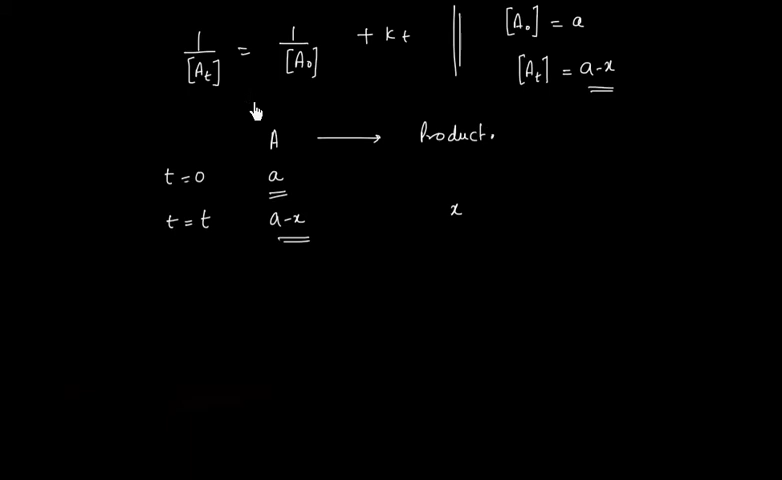 1/[At] = 1/[A0] + kt || [A0] = a
[At] = a-x
A ⟶ Product.
t=0 a
t=t a-x x